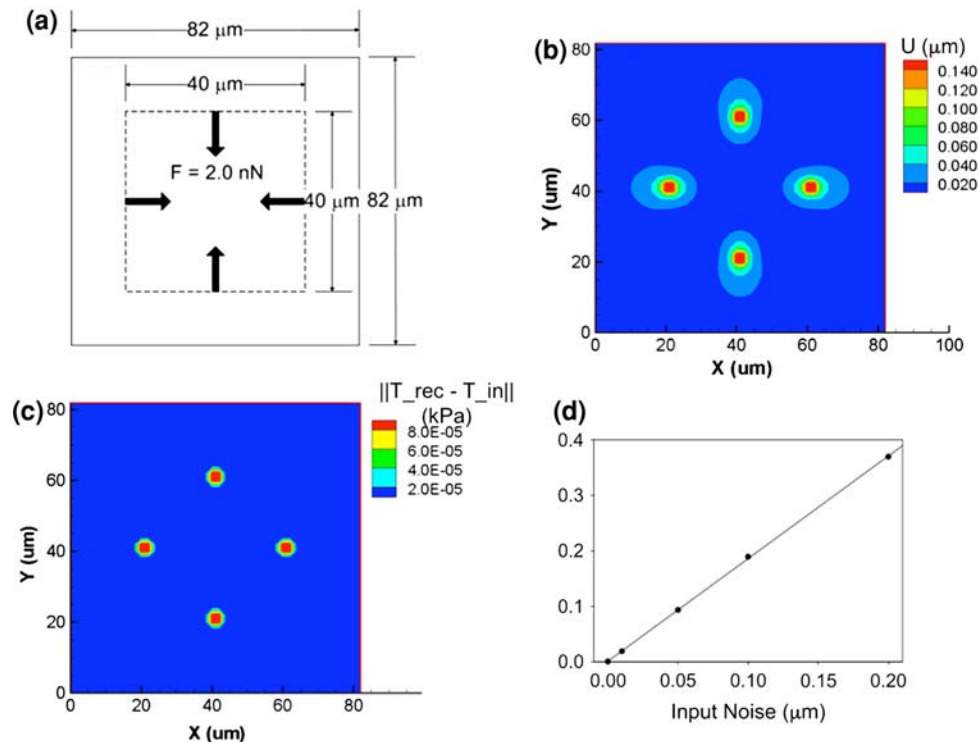 (a)
82 μm
40 μm
F = 2.0 nN
40 μm
82 μm
(b)
U (μm)
0.140
0.120
0.100
0.080
0.060
0.040
0.020
80
60
40
20
0
Y (um)
0 20 40 60 80 100
X (um)
(c)
||T_rec - T_in||
(kPa)
8.0E-05
6.0E-05
4.0E-05
2.0E-05
80
60
40
20
0
Y (um)
0 20 40 60 80
X (um)
(d)
0.4
0.3
0.2
0.1
0.0
0.00 0.05 0.10 0.15 0.20
Input Noise (μm)